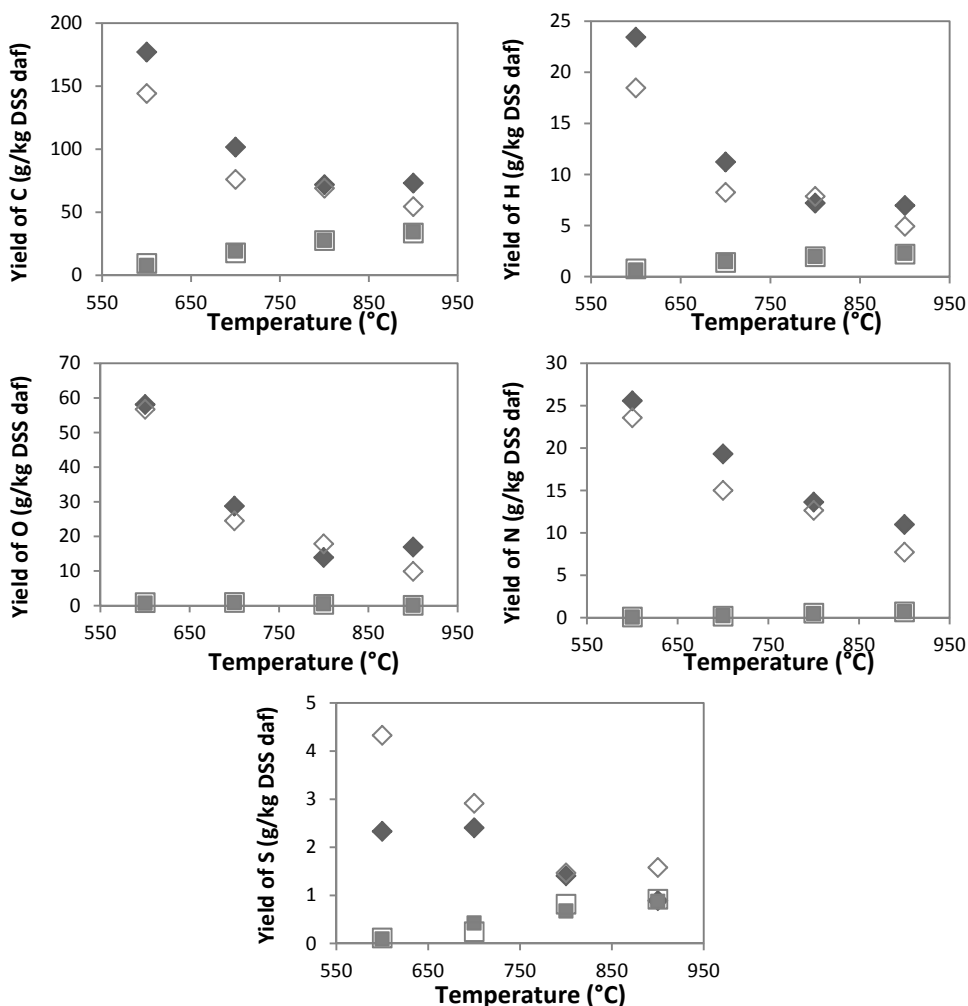 Yield of C (g/kg DSS daf)
200
150
100
50
0
550 650 750 850 950
Temperature (°C)
Yield of H (g/kg DSS daf)
25
20
15
10
5
0
550 650 750 850 950
Temperature (°C)
Yield of O (g/kg DSS daf)
70
60
50
40
30
20
10
0
550 650 750 850 950
Temperature (°C)
Yield of N (g/kg DSS daf)
30
25
20
15
10
5
0
550 650 750 850 950
Temperature (°C)
Yield of S (g/kg DSS daf)
5
4
3
2
1
0
550 650 750 850 950
Temperature (°C)